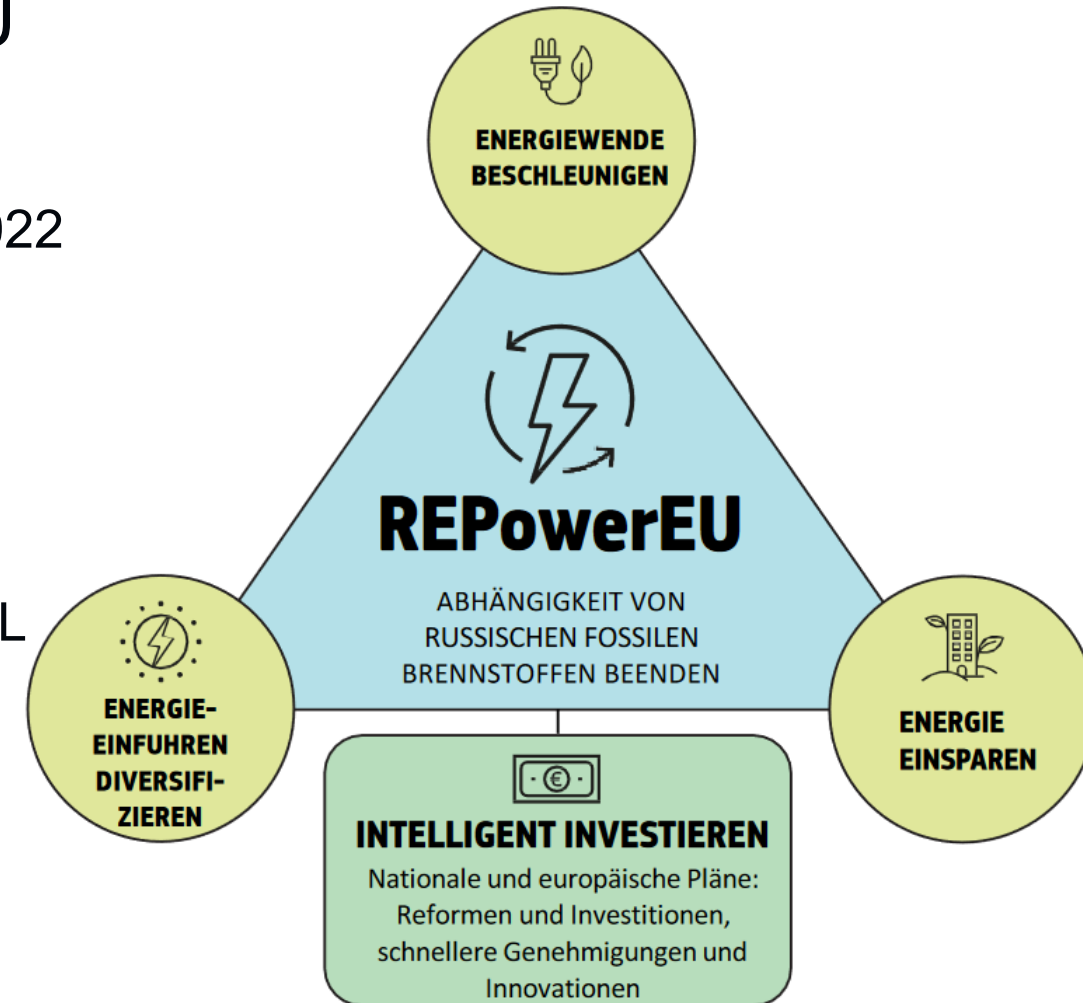 022
L
ENERGIEWENDE
BESCHLEUNIGEN
REPowerEU
ABHÄNGIGKEIT VON
RUSSISCHEN FOSSILEN
BRENNSTOFFEN BEENDEN
ENERGIE-
EINFUHREN
DIVERSIFI-
ZIEREN
ENERGIE
EINSPAREN
€
INTELLIGENT INVESTIEREN
Nationale und europäische Pläne:
Reformen und Investitionen,
schnellere Genehmigungen und
Innovationen